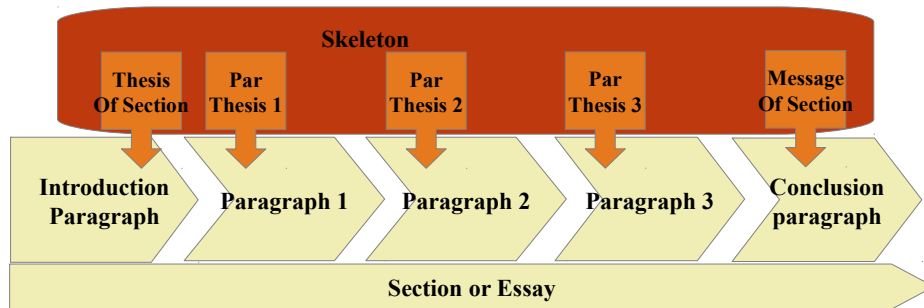 Skeleton
Thesis
Of Section
Par
Thesis 1
Par
Thesis 2
Par
Thesis 3
Message
Of Section
Introduction
Paragraph
Paragraph 1
Paragraph 2
Paragraph 3
Conclusion
paragraph
Section or Essay